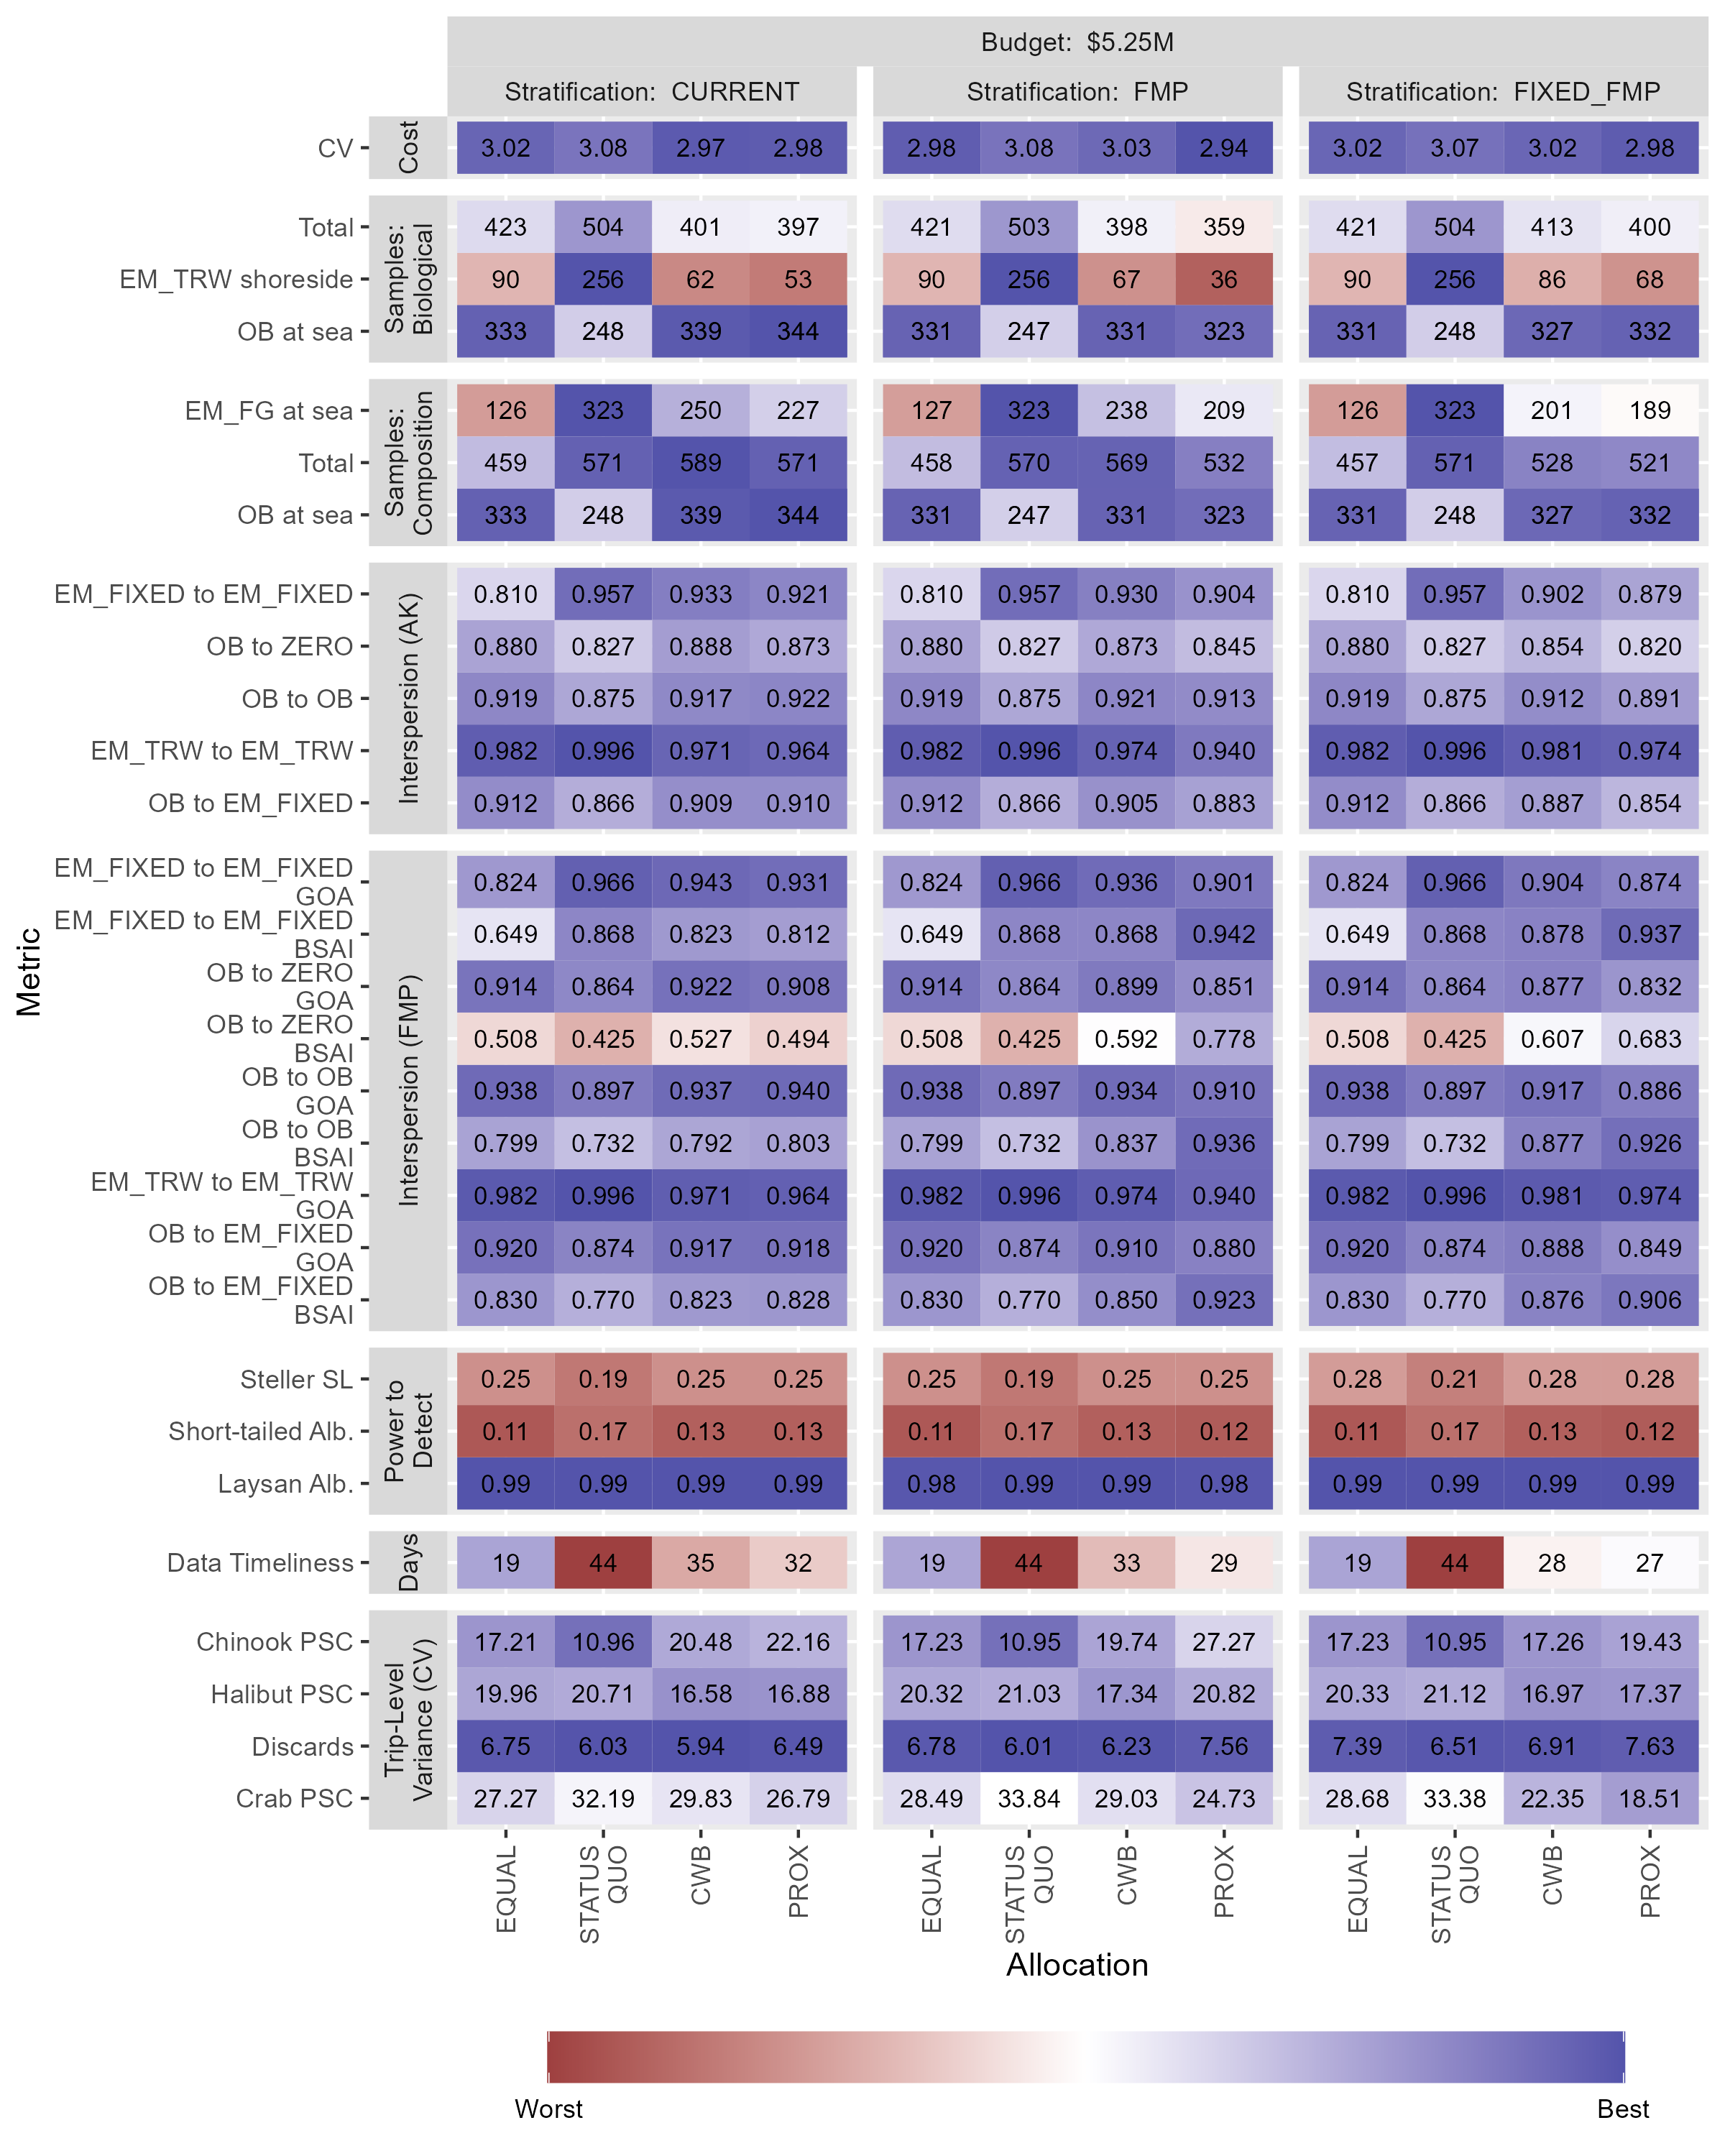 Budget: $5.25M
Stratification: CURRENT Stratification: FMP Stratification: FIXED_FMP
Cost
CV 3.02 3.08 2.97 2.98 2.98 3.08 3.03 2.94 3.02 3.07 3.02 2.98
Samples:
Biological
Total 423 504 401 397 421 503 398 359 421 504 413 400
EM_TRW shoreside 90 256 62 53 90 256 67 36 90 256 86 68
OB at sea 333 248 339 344 331 247 331 323 331 248 327 332
Samples:
Composition
EM_FG at sea 126 323 250 227 127 323 238 209 126 323 201 189
Total 459 571 589 571 458 570 569 532 457 571 528 521
OB at sea 333 248 339 344 331 247 331 323 331 248 327 332
Interspersion (AK)
EM_FIXED to EM_FIXED 0.810 0.957 0.933 0.921 0.810 0.957 0.930 0.904 0.810 0.957 0.902 0.879
OB to ZERO 0.880 0.827 0.888 0.873 0.880 0.827 0.873 0.845 0.880 0.827 0.854 0.820
OB to OB 0.919 0.875 0.917 0.922 0.919 0.875 0.921 0.913 0.919 0.875 0.912 0.891
EM_TRW to EM_TRW 0.982 0.996 0.971 0.964 0.982 0.996 0.974 0.940 0.982 0.996 0.981 0.974
OB to EM_FIXED 0.912 0.866 0.909 0.910 0.912 0.866 0.905 0.883 0.912 0.866 0.887 0.854
Metric
Interspersion (FMP)
EM_FIXED to EM_FIXED
GOA 0.824 0.966 0.943 0.931 0.824 0.966 0.936 0.901 0.824 0.966 0.904 0.874
EM_FIXED to EM_FIXED
BSAI 0.649 0.868 0.823 0.812 0.649 0.868 0.868 0.942 0.649 0.868 0.878 0.937
OB to ZERO
GOA 0.914 0.864 0.922 0.908 0.914 0.864 0.899 0.851 0.914 0.864 0.877 0.832
OB to ZERO
BSAI 0.508 0.425 0.527 0.494 0.508 0.425 0.592 0.778 0.508 0.425 0.607 0.683
OB to OB
GOA 0.938 0.897 0.937 0.940 0.938 0.897 0.934 0.910 0.938 0.897 0.917 0.886
OB to OB
BSAI 0.799 0.732 0.792 0.803 0.799 0.732 0.837 0.936 0.799 0.732 0.877 0.926
EM_TRW to EM_TRW
GOA 0.982 0.996 0.971 0.964 0.982 0.996 0.974 0.940 0.982 0.996 0.981 0.974
OB to EM_FIXED
GOA 0.920 0.874 0.917 0.918 0.920 0.874 0.910 0.880 0.920 0.874 0.888 0.849
OB to EM_FIXED
BSAI 0.830 0.770 0.823 0.828 0.830 0.770 0.850 0.923 0.830 0.770 0.876 0.906
Power to
Detect
Steller SL 0.25 0.19 0.25 0.25 0.25 0.19 0.25 0.25 0.28 0.21 0.28 0.28
Short-tailed Alb. 0.11 0.17 0.13 0.13 0.11 0.17 0.13 0.12 0.11 0.17 0.13 0.12
Laysan Alb. 0.99 0.99 0.99 0.99 0.98 0.99 0.99 0.98 0.99 0.99 0.99 0.99
Days
Data Timeliness 19 44 35 32 19 44 33 29 19 44 28 27
Trip-Level
Variance (CV)
Chinook PSC 17.21 10.96 20.48 22.16 17.23 10.95 19.74 27.27 17.23 10.95 17.26 19.43
Halibut PSC 19.96 20.71 16.58 16.88 20.32 21.03 17.34 20.82 20.33 21.12 16.97 17.37
Discards 6.75 6.03 5.94 6.49 6.78 6.01 6.23 7.56 7.39 6.51 6.91 7.63
Crab PSC 27.27 32.19 29.83 26.79 28.49 33.84 29.03 24.73 28.68 33.38 22.35 18.51
EQUAL
STATUS
QUO
CWB
PROX
EQUAL
STATUS
QUO
CWB
PROX
EQUAL
STATUS
QUO
CWB
PROX
Allocation
Worst Best